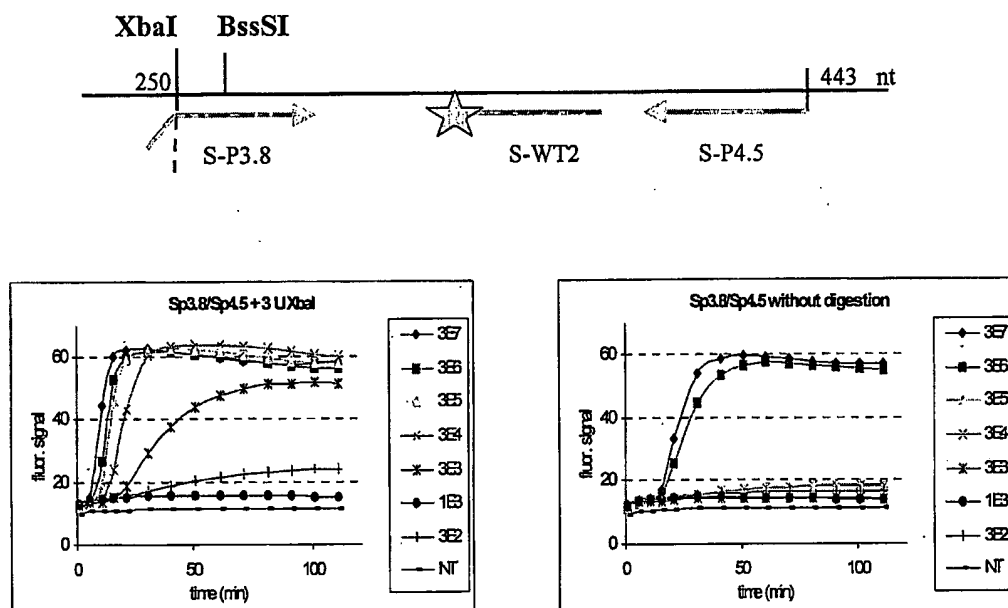 XbaI BssSI
250
443 nt
S-P3.8
S-WT2
S-P4.5
Sp3.8/Sp4.5 + 3 U XbaI
fluor. signal
60
40
20
0
0 50 100
time (min)
3E7
3E6
3E5
3E4
3E3
1E3
3E2
NT
Sp3.8/Sp4.5 without digestion
fluor. signal
60
40
20
0
0 50 100
time (min)
3E7
3E6
3E5
3E4
3E3
1E3
3E2
NT